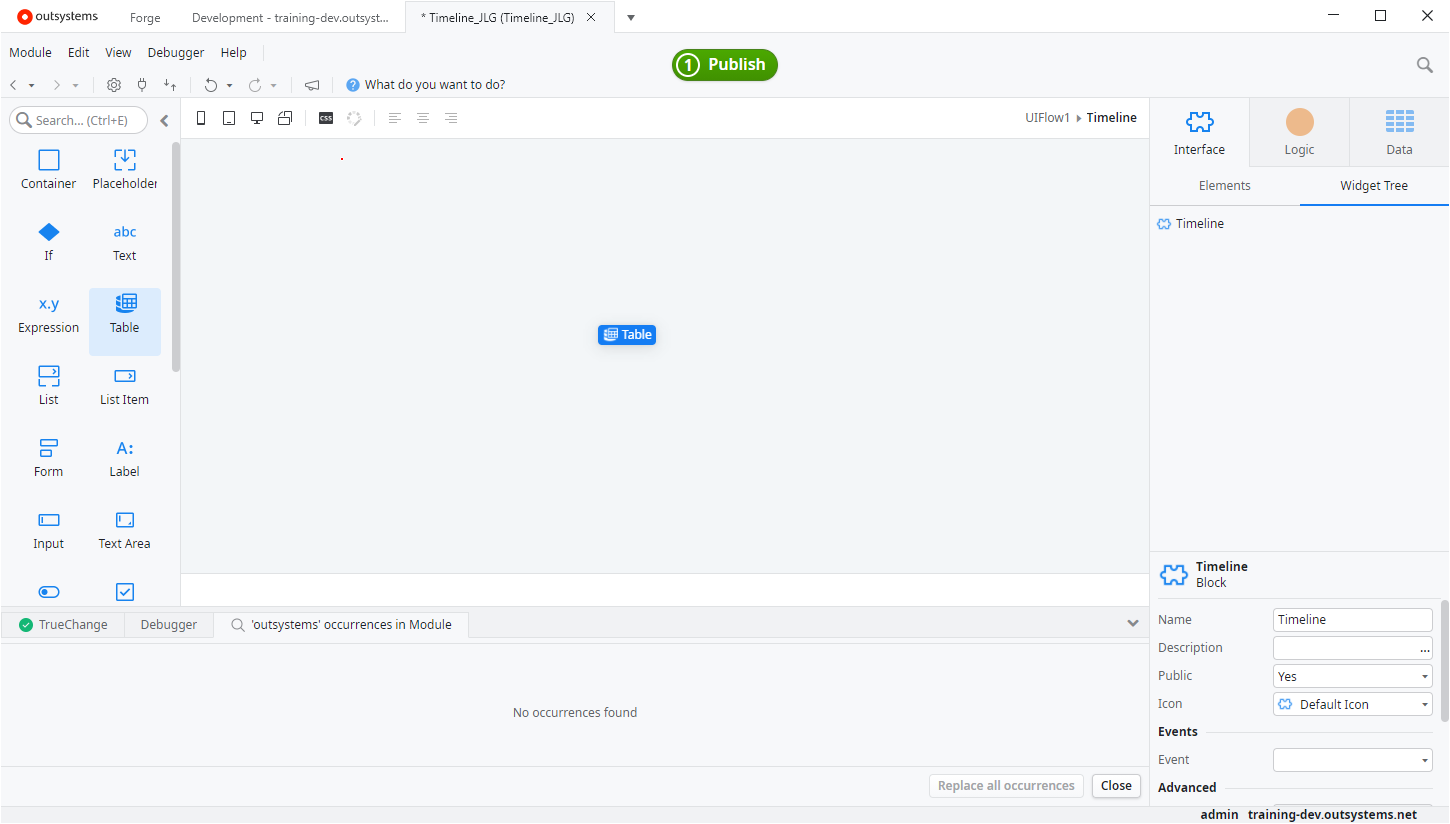 outsystems
Forge
Development - training-dev.outsyst...
* Timeline_JLG (Timeline_JLG)
Module Edit View Debugger Help
1 Publish
What do you want to do?
Search... (Ctrl+E)
CSS
UIFlow1 Timeline
Interface
Logic
Data
Elements
Widget Tree
Timeline
Container
Placeholder
If
abc
Text
x.y
Expression
Table
Table
List
List Item
Form
A:
Label
Input
Text Area
TrueChange
Debugger
'outsystems' occurrences in Module
No occurrences found
Replace all occurrences
Close
Timeline
Block
Name Timeline
Description ...
Public Yes
Icon Default Icon
Events
Event
Advanced
admin training-dev.outsystems.net